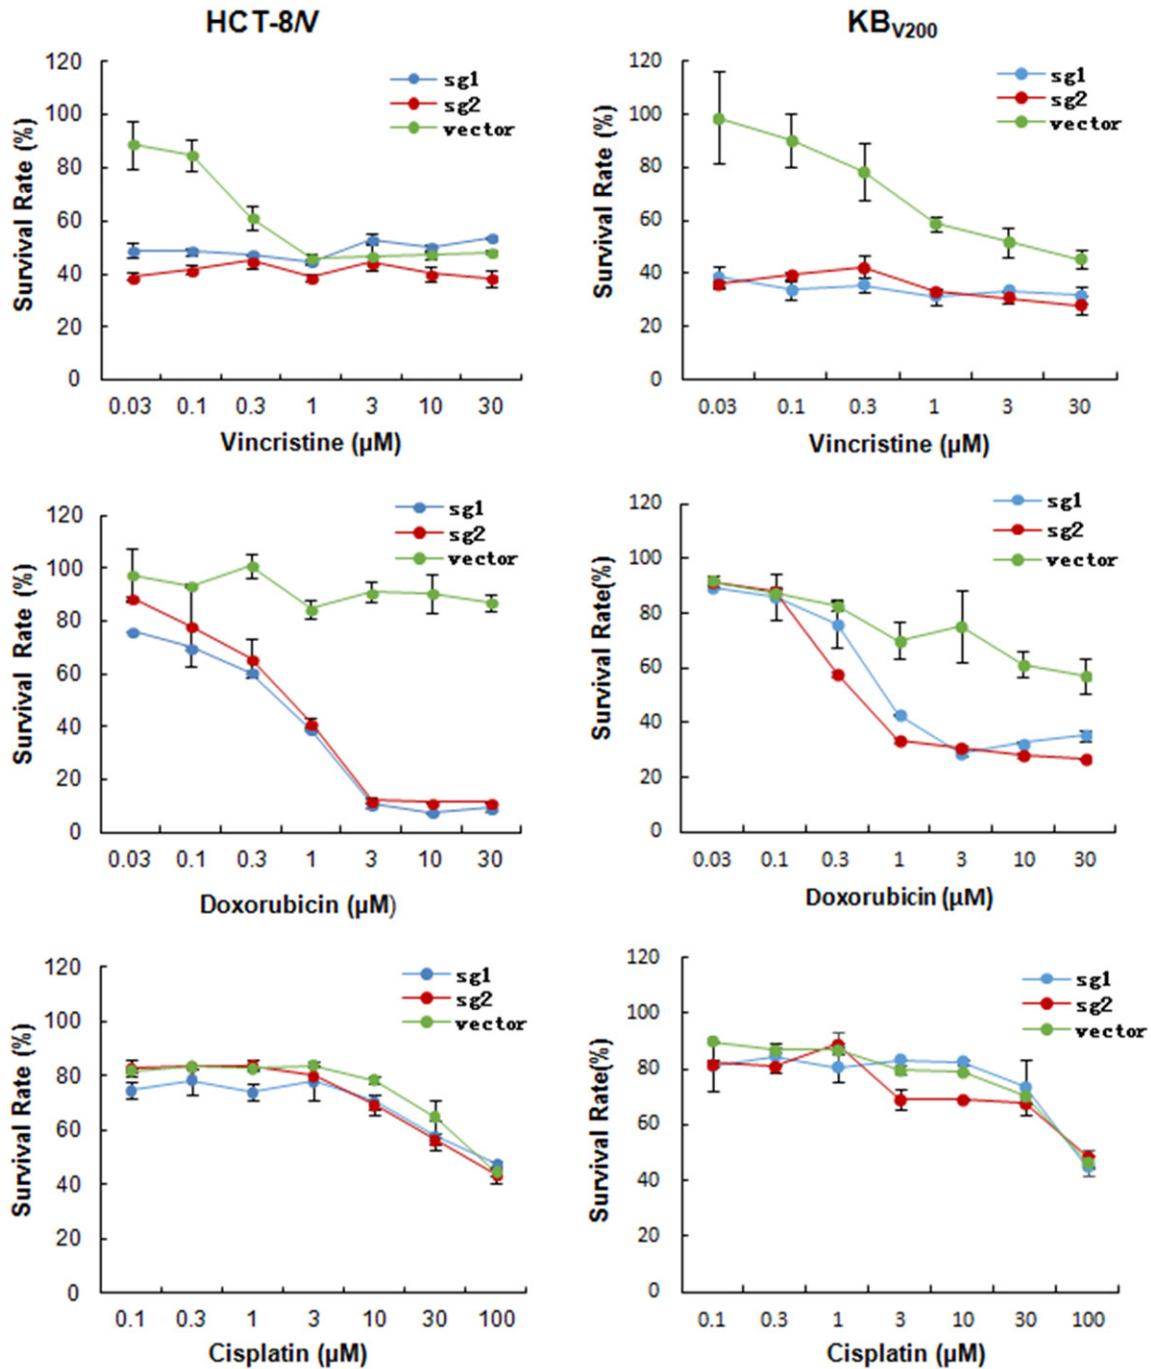 HCT-8/V
KBV200
120
100
80
60
40
20
0
Survival Rate (%)
sg1
sg2
vector
0.03 0.1 0.3 1 3 10 30
Vincristine (µM)
120
100
80
60
40
20
0
Survival Rate (%)
sg1
sg2
vector
0.03 0.1 0.3 1 3 30
Vincristine (µM)
120
100
80
60
40
20
0
Survival Rate (%)
sg1
sg2
vector
0.03 0.1 0.3 1 3 10 30
Doxorubicin (µM)
120
100
80
60
40
20
0
Survival Rate(%)
sg1
sg2
vector
0.03 0.1 0.3 1 3 10 30
Doxorubicin (µM)
120
100
80
60
40
20
0
Survival Rate (%)
sg1
sg2
vector
0.1 0.3 1 3 10 30 100
Cisplatin (µM)
120
100
80
60
40
20
0
Survival Rate(%)
sg1
sg2
vector
0.1 0.3 1 3 10 30 100
Cisplatin (µM)